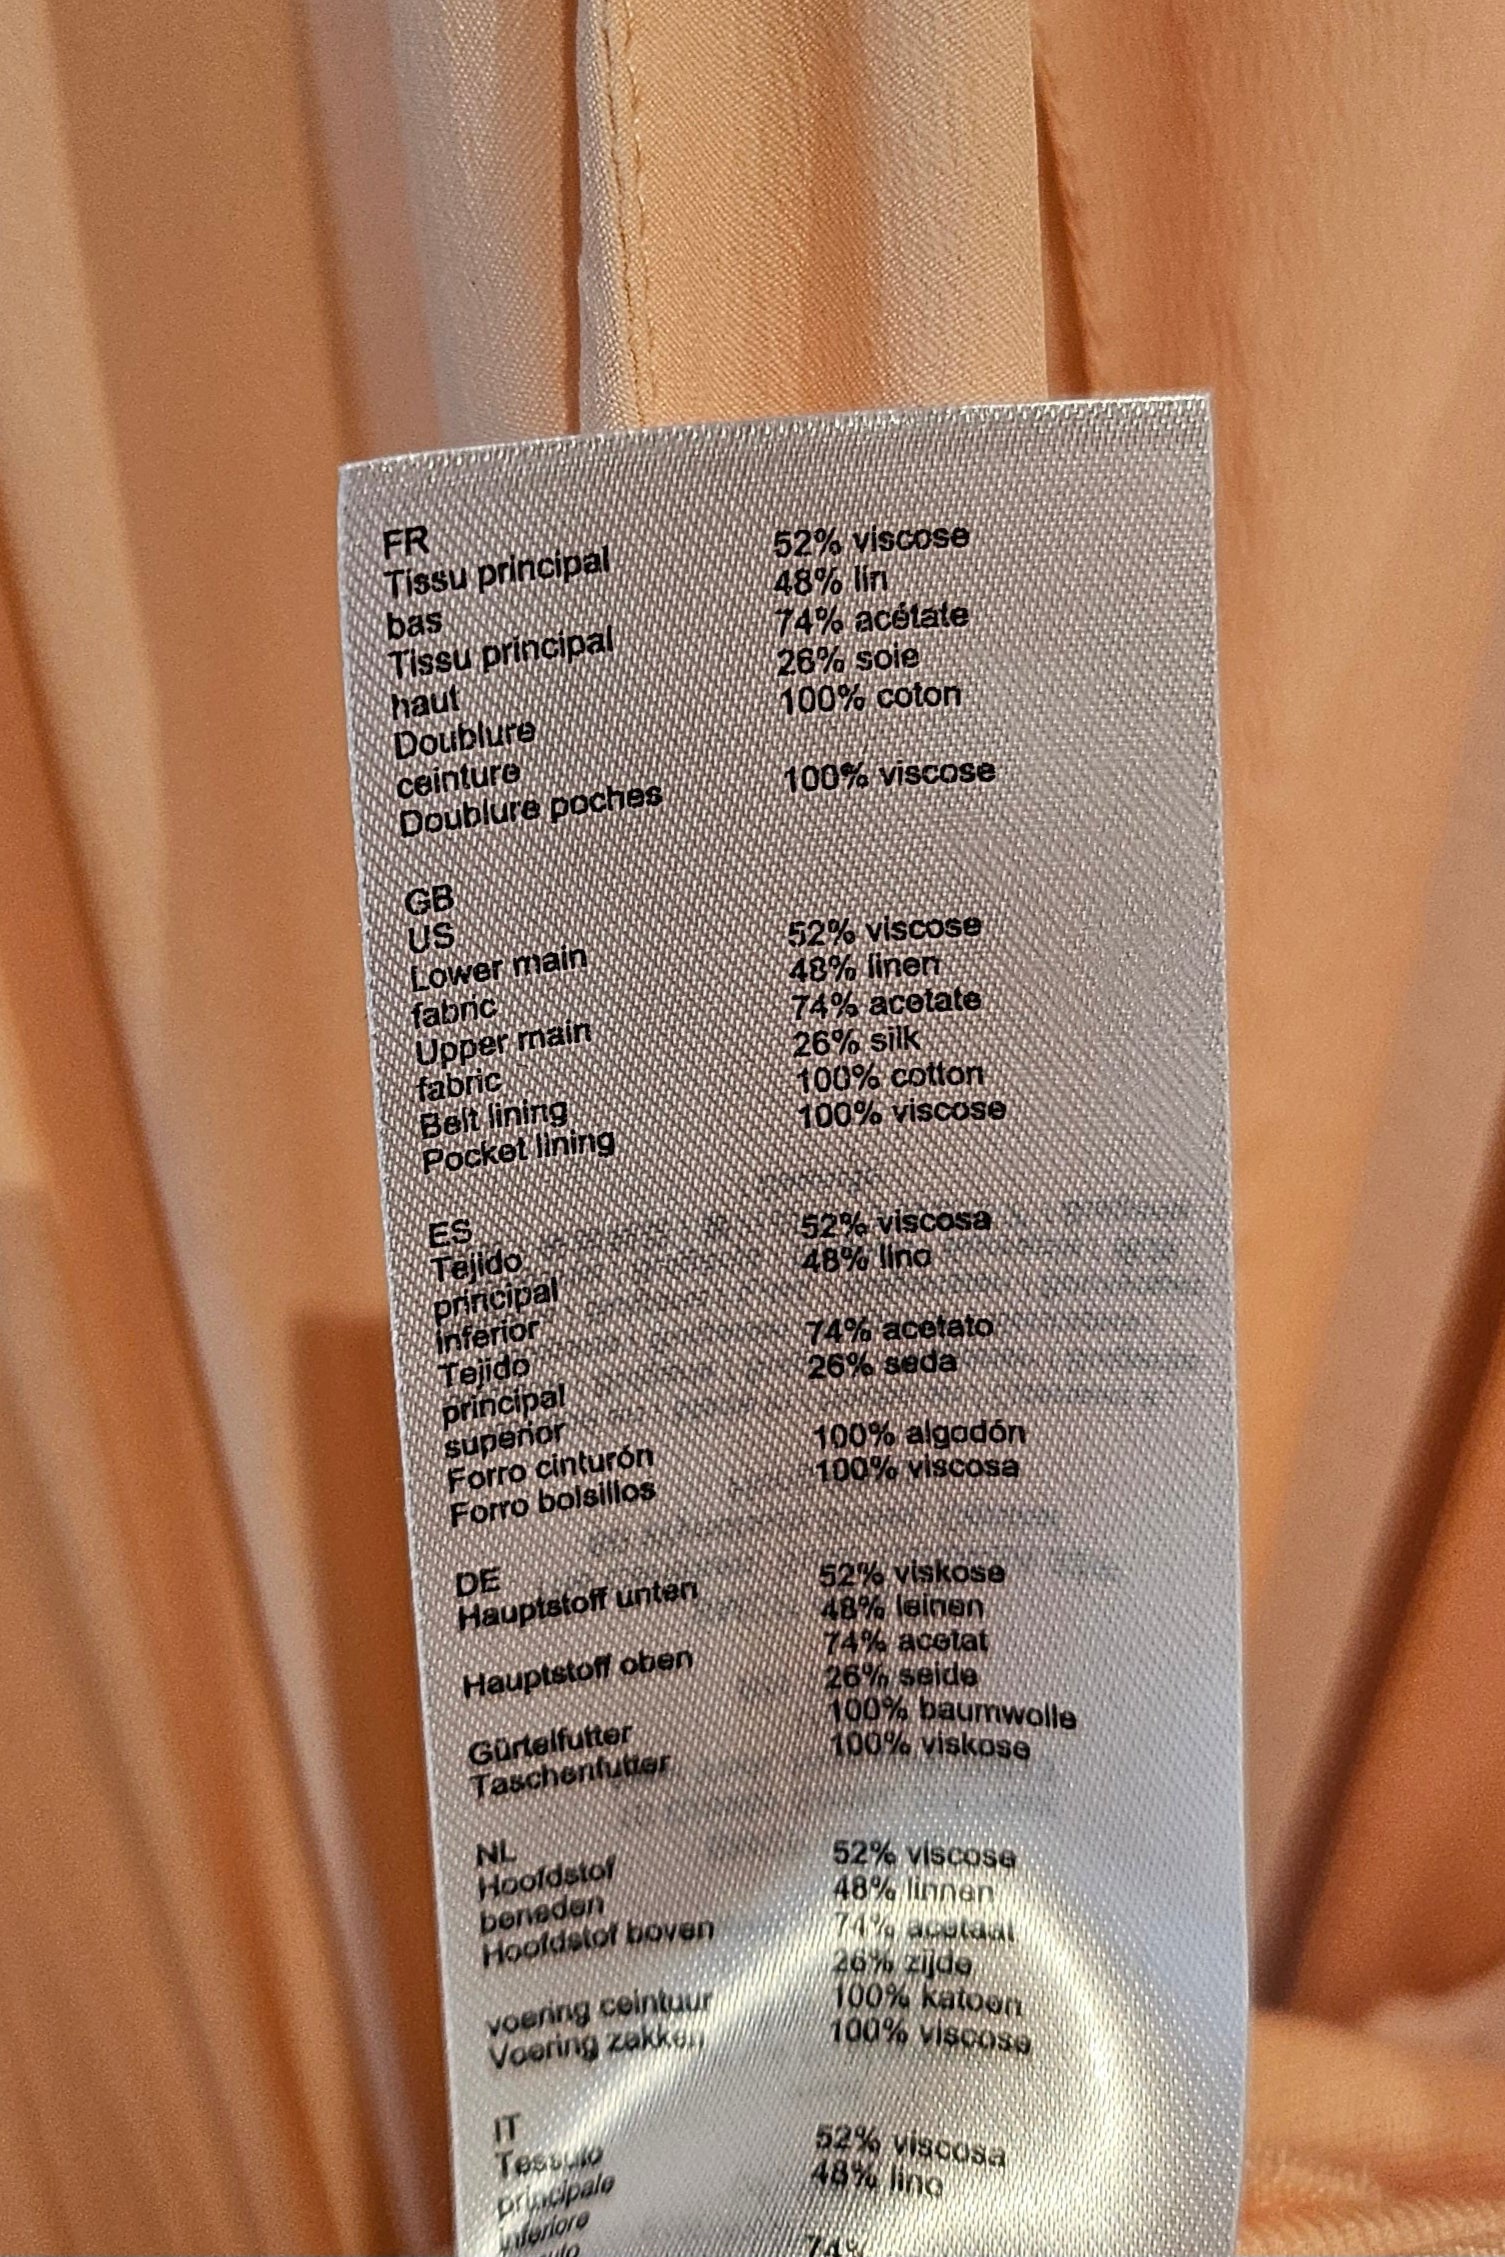 FR
Tissu principal 52% viscose
bas 48% lin
Tissu principal 74% acétate
haut 26% soie
Doublure 100% coton
ceinture
Doublure poches 100% viscose
GB
US
Lower main 52% viscose
fabric 48% linen
Upper main 74% acetate
fabric 26% silk
Belt lining 100% cotton
Pocket lining 100% viscose
ES
Tejido 52% viscosa
principal 48% lino
inferior
Tejido 74% acetato
principal 26% seda
superior
Forro cinturón 100% algodón
Forro bolsillos 100% viscosa
DE
Hauptstoff unten 52% viskose
48% leinen
Hauptstoff oben 74% acetat
26% seide
Gürtelfutter 100% baumwolle
Taschenfutter 100% viskose
NL
Hoofdstof 52% viscose
beneden 48% linnen
Hoofdstof boven 74% acetaat
26% zijde
voering ceintuur 100% katoen
Voering zakken 100% viscose
IT
Tessuto 52% viscosa
principale 48% lino
inferiore
74%